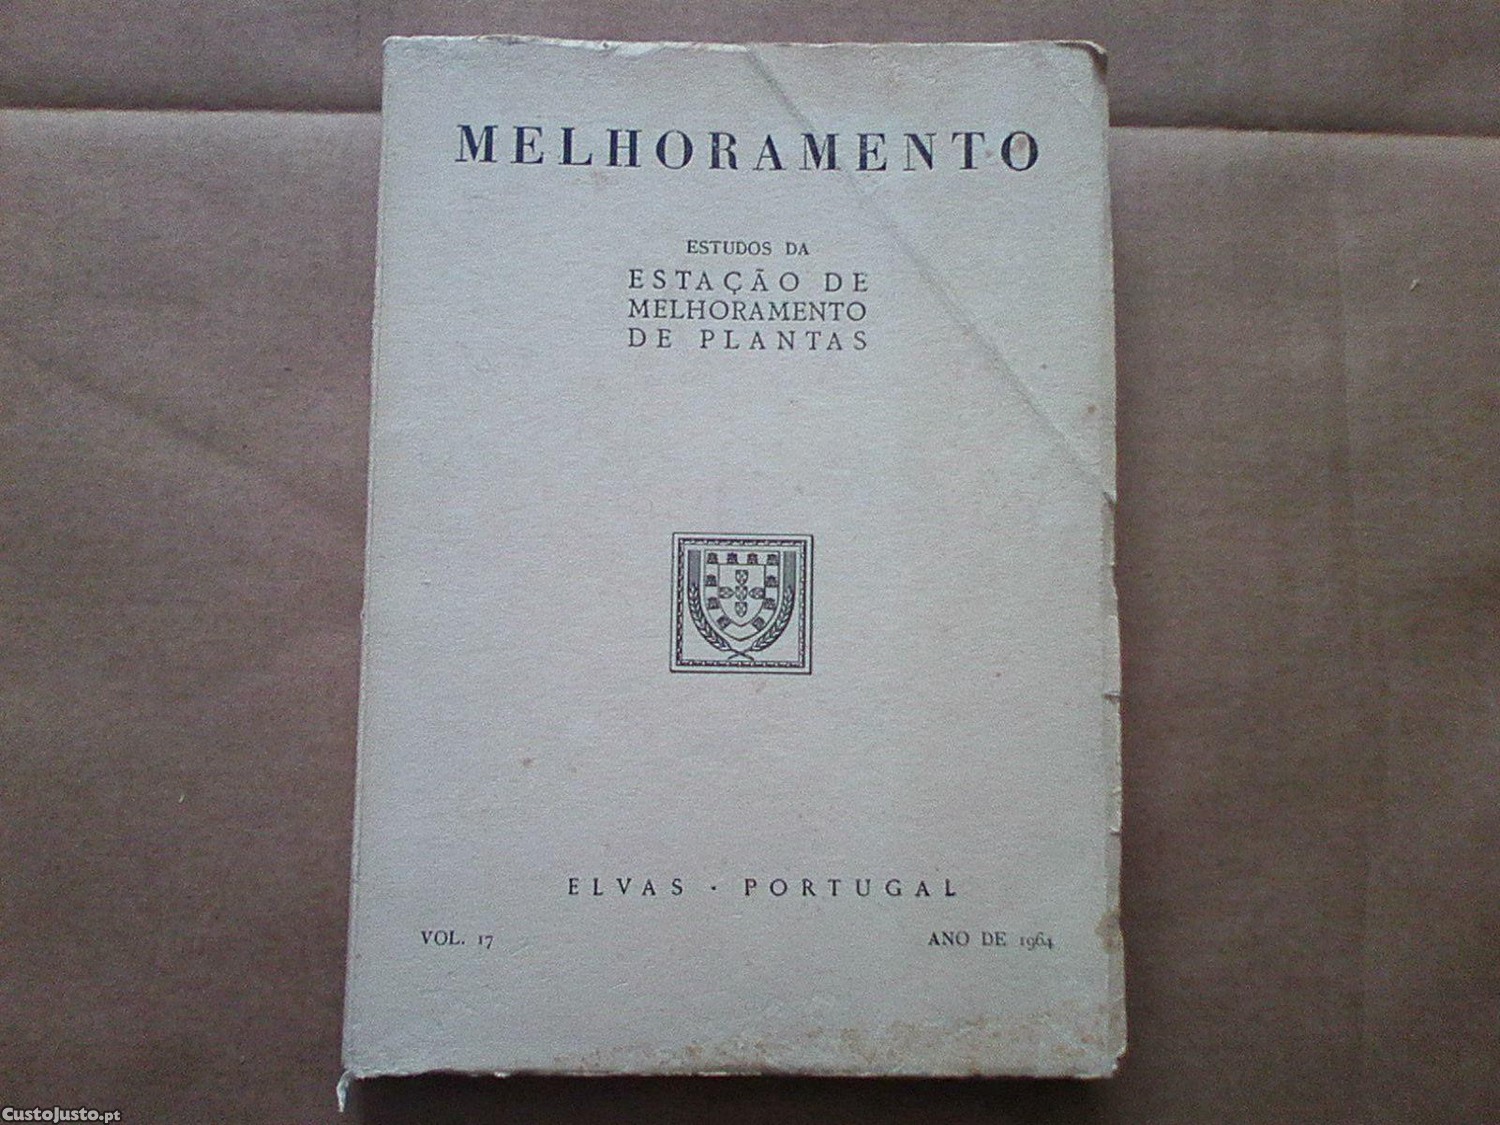 MELHORAMENTO
ESTUDOS DA
ESTAÇÃO DE
MELHORAMENTO
DE PLANTAS
ELVAS · PORTUGAL
VOL. 17
ANO DE 1964
CustoJusto.pt